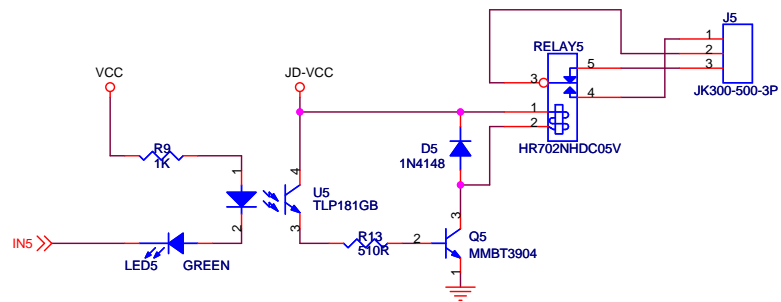 J5
RELAY5
1
2
3
5
4
3
1
2
JK300-500-3P
HR702NHDC05V
VCC
JD-VCC
R9
1K
1
2
4
3
U5
TLP181GB
D5
1N4148
R13
510R
2
3
1
Q5
MMBT3904
IN5
LED5
GREEN